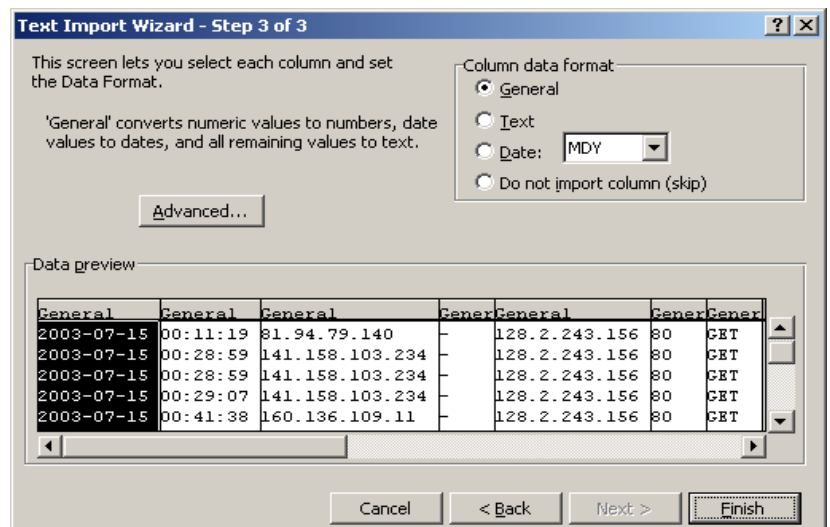 Text Import Wizard - Step 3 of 3
This screen lets you select each column and set
the Data Format.
'General' converts numeric values to numbers, date
values to dates, and all remaining values to text.
Advanced...
Column data format
General
Text
Date: MDY
Do not import column (skip)
Data preview
General General General Gener General Gener Gener
2003-07-15 00:11:19 81.94.79.140 - 128.2.243.156 80 GET
2003-07-15 00:28:59 141.158.103.234 - 128.2.243.156 80 GET
2003-07-15 00:28:59 141.158.103.234 - 128.2.243.156 80 GET
2003-07-15 00:29:07 141.158.103.234 - 128.2.243.156 80 GET
2003-07-15 00:41:38 160.136.109.11 - 128.2.243.156 80 GET
Cancel < Back Next > Finish